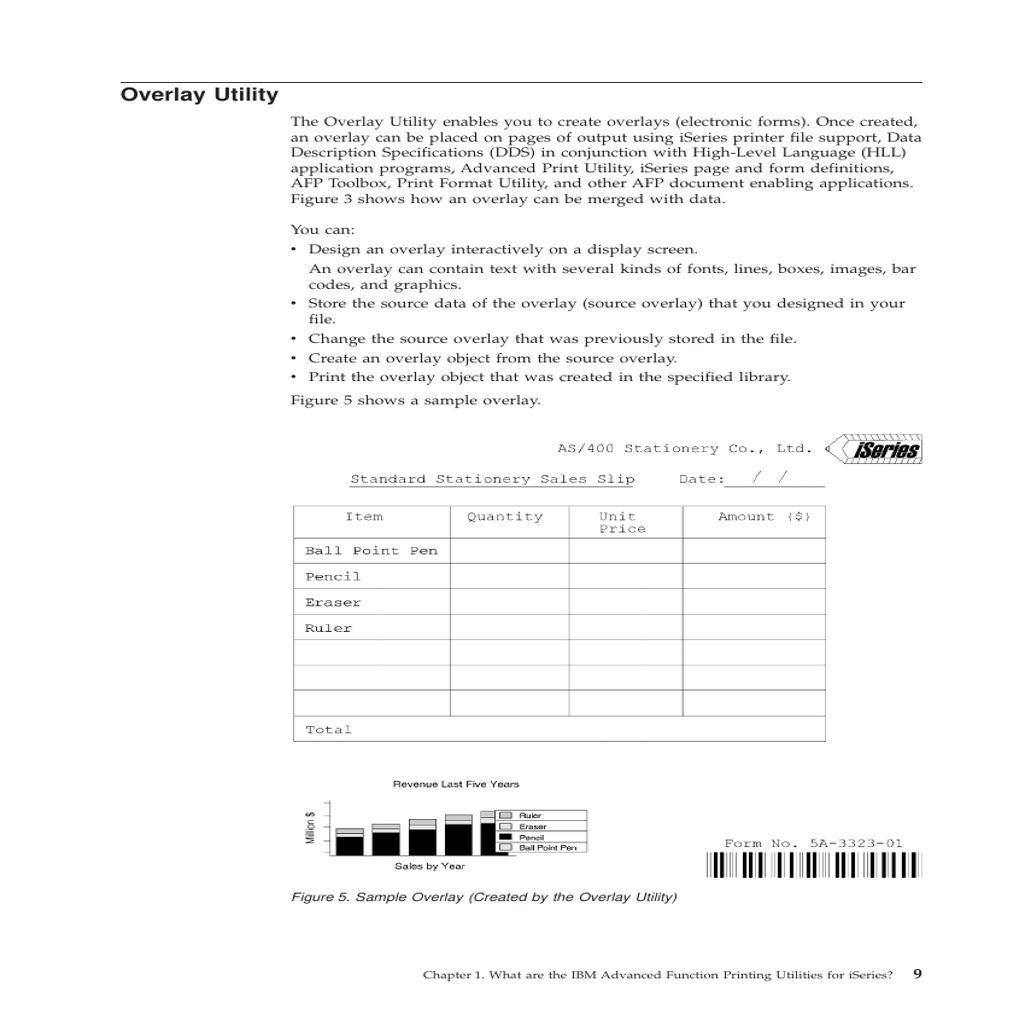 Overlay Utility
The Overlay Utility enables you to create overlays (electronic forms). Once created,
an overlay can be placed on pages of output using iSeries printer file support, Data
Description Specifications (DDS) in conjunction with High-Level Language (HLL)
application programs, Advanced Print Utility, iSeries page and form definitions,
AFP Toolbox, Print Format Utility, and other AFP document enabling applications.
Figure 3 shows how an overlay can be merged with data.
You can:
• Design an overlay interactively on a display screen.
An overlay can contain text with several kinds of fonts, lines, boxes, images, bar
codes, and graphics.
• Store the source data of the overlay (source overlay) that you designed in your
file.
• Change the source overlay that was previously stored in the file.
• Create an overlay object from the source overlay.
• Print the overlay object that was created in the specified library.
Figure 5 shows a sample overlay.
AS/400 Stationery Co., Ltd. iSeries
Standard Stationery Sales Slip Date: / /
Item Quantity Unit Price Amount ($)
Ball Point Pen
Pencil
Eraser
Ruler
Total
Revenue Last Five Years
Million $
Ruler
Eraser
Pencil
Ball Point Pen
Sales by Year
Form No. 5A-3323-01
Figure 5. Sample Overlay (Created by the Overlay Utility)
Chapter 1. What are the IBM Advanced Function Printing Utilities for iSeries? 9